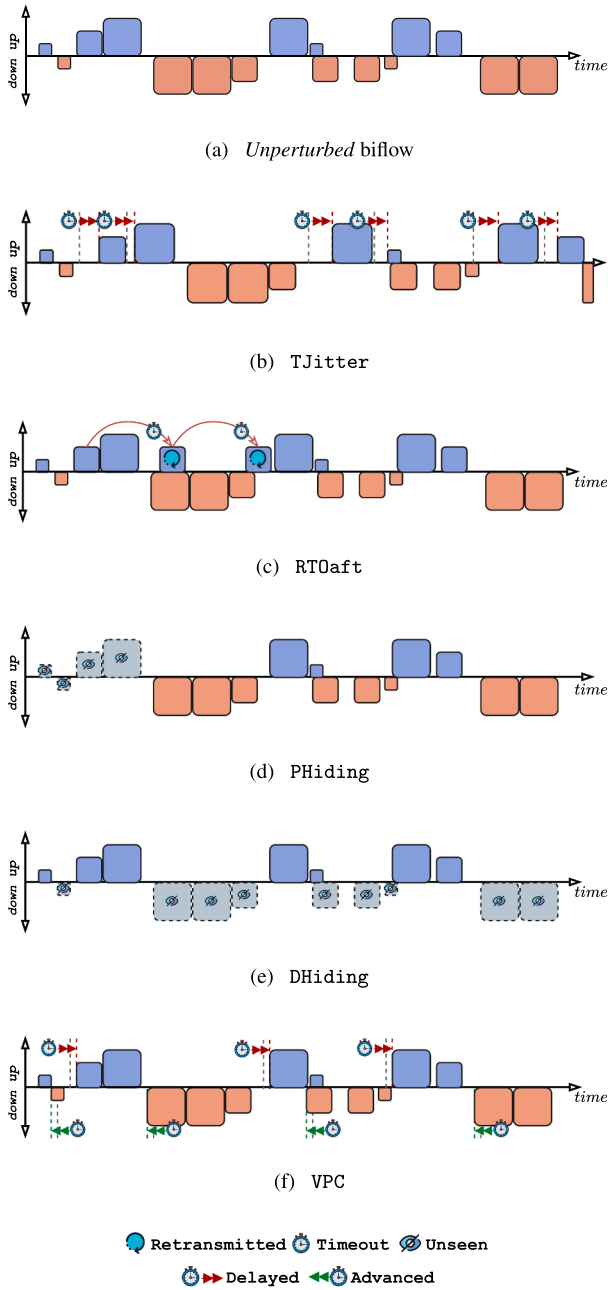 down up
time
(a) Unperturbed biflow
down up
(b) TJitter
down up
time
(c) RTOaft
down up
time
(d) PHiding
down up
time
(e) DHiding
down up
time
(f) VPC
Retransmitted Timeout Unseen
Delayed Advanced